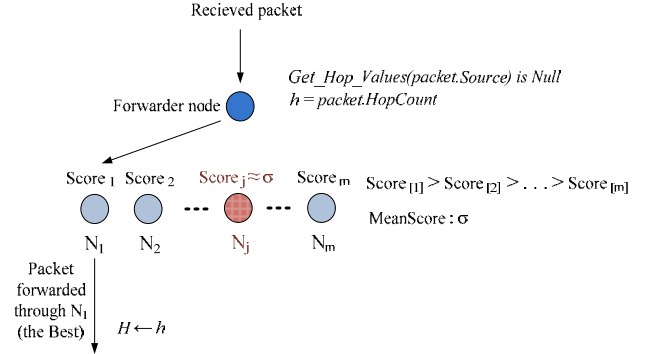 Recieved packet
Get_Hop_Values(packet.Source) is Null
h = packet.HopCount
Forwarder node
Score 1 Score 2 Score j ≈ σ Score m
Score [1] > Score [2] > . . . > Score [m]
MeanScore : σ
N1 N2 Nj Nm
Packet
forwarded
through N1
(the Best)
H ← h